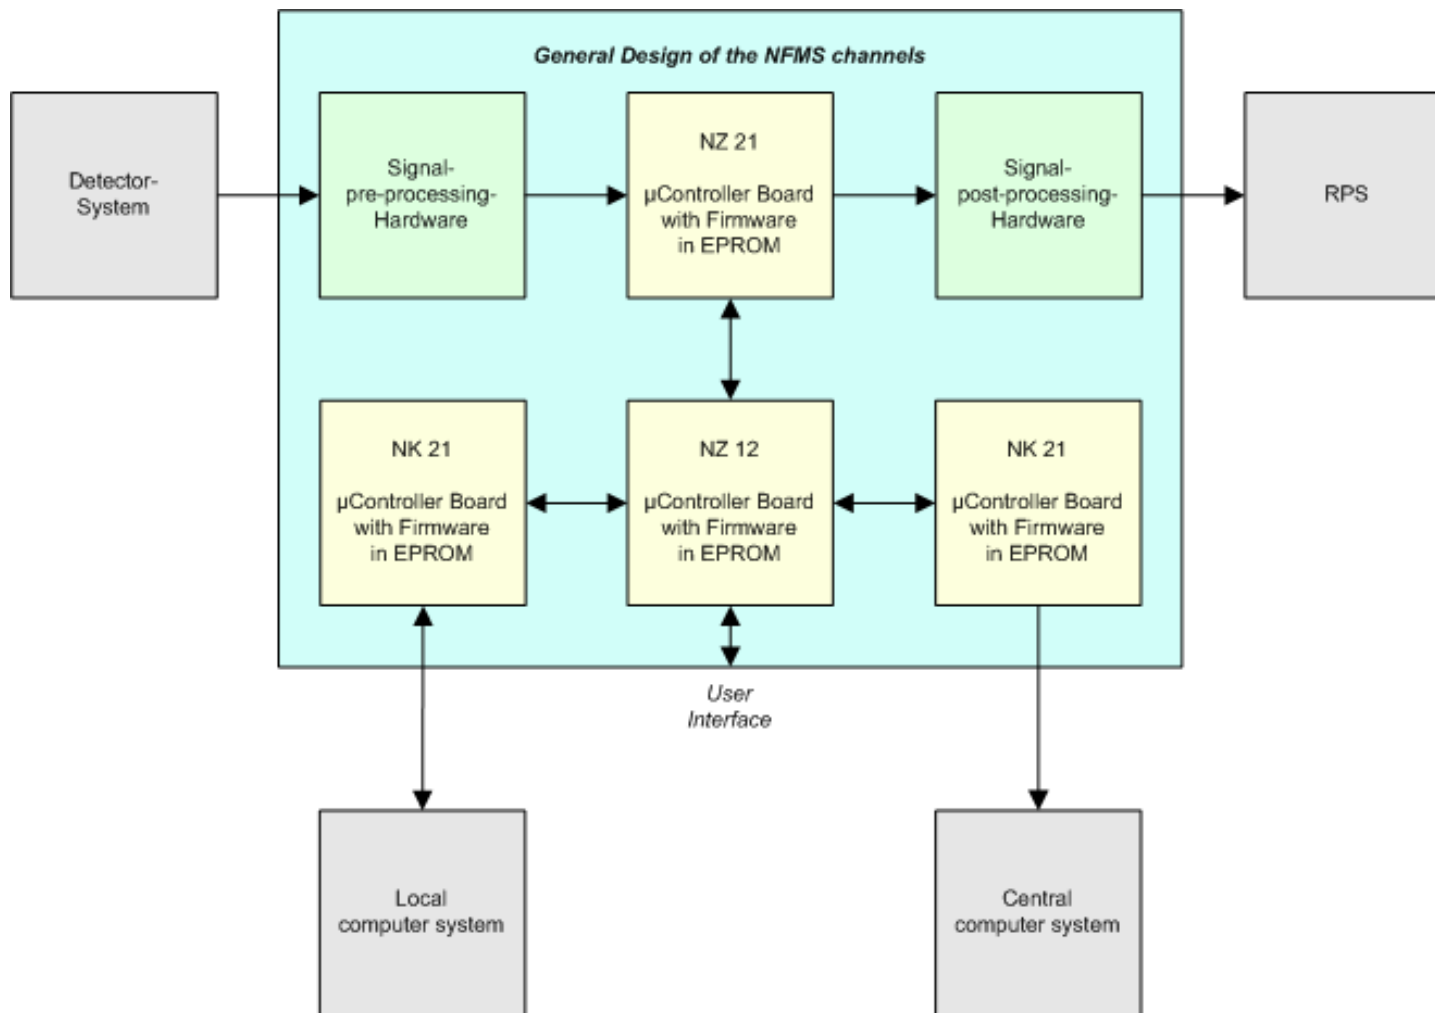 General Design of the NFMS channels
Detector-
System
Signal-
pre-processing-
Hardware
NZ 21
µController Board
with Firmware
in EPROM
Signal-
post-processing-
Hardware
RPS
NK 21
µController Board
with Firmware
in EPROM
NZ 12
µController Board
with Firmware
in EPROM
NK 21
µController Board
with Firmware
in EPROM
User
Interface
Local
computer system
Central
computer system